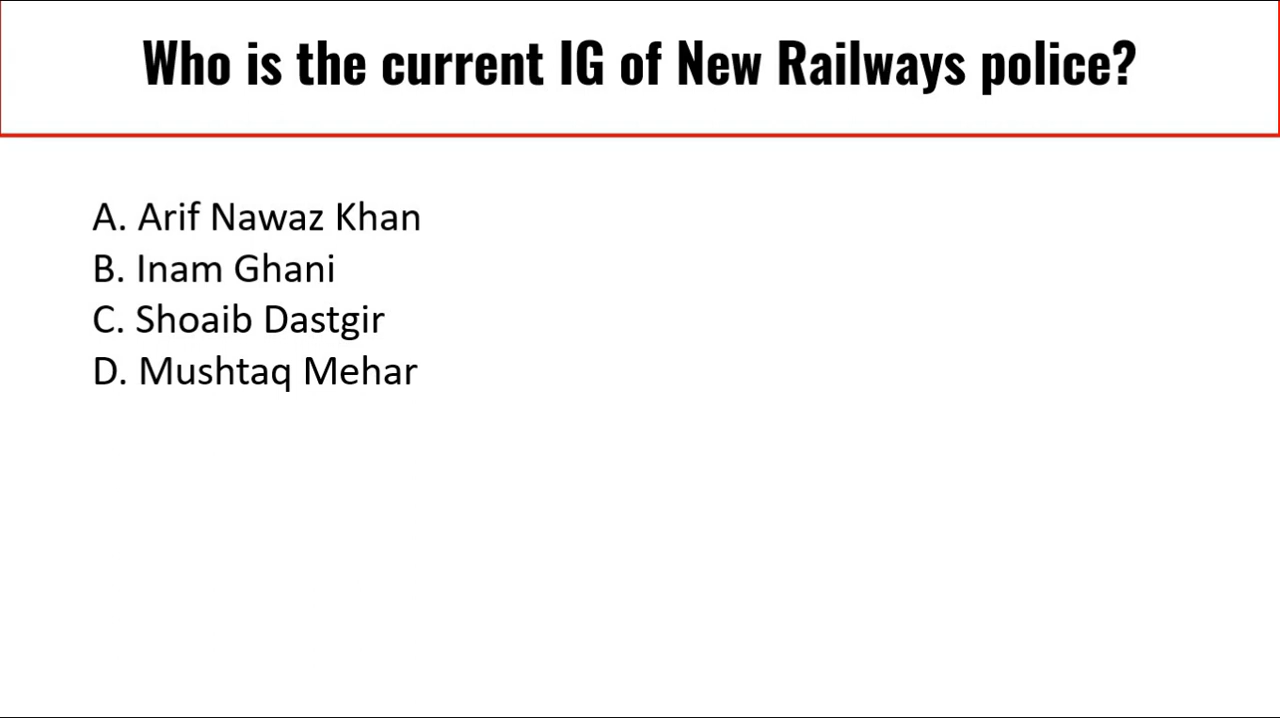 Who is the current IG of New Railways police?
A. Arif Nawaz Khan
B. Inam Ghani
C. Shoaib Dastgir
D. Mushtaq Mehar